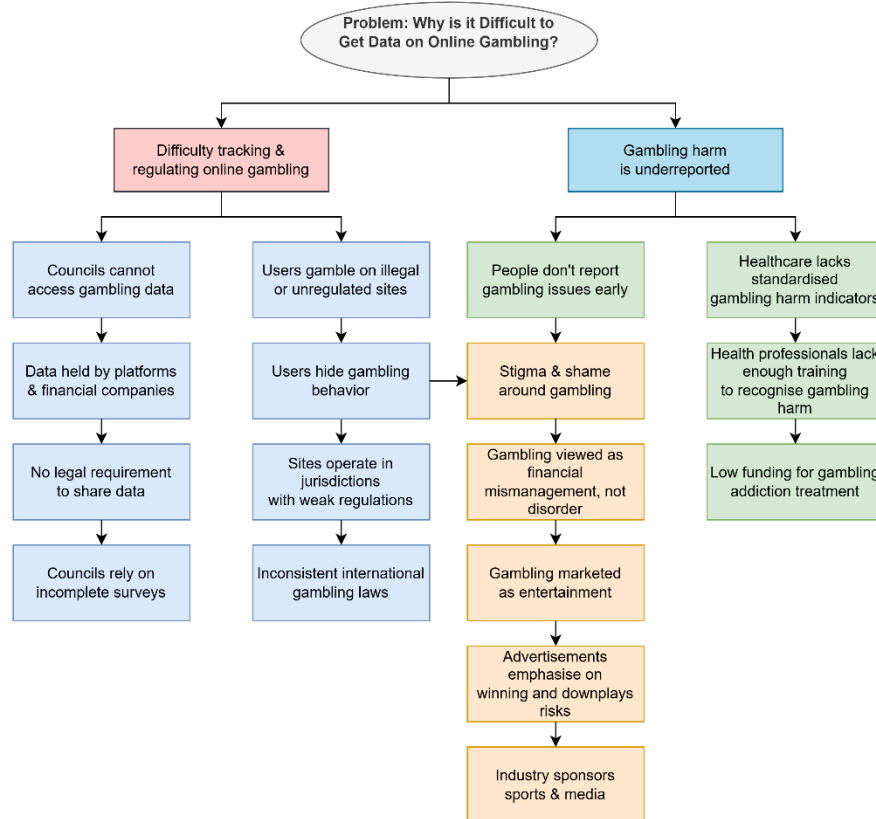 Problem: Why is it Difficult to
Get Data on Online Gambling?
Difficulty tracking &
regulating online gambling
Gambling harm
is underreported
Councils cannot
access gambling data
Users gamble on illegal
or unregulated sites
People don't report
gambling issues early
Healthcare lacks
standardised
gambling harm indicators
Data held by platforms
& financial companies
Users hide gambling
behavior
Stigma & shame
around gambling
Health professionals lack
enough training
to recognise gambling
harm
No legal requirement
to share data
Sites operate in
jurisdictions
with weak regulations
Gambling viewed as
financial
mismanagement, not
disorder
Low funding for gambling
addiction treatment
Councils rely on
incomplete surveys
Inconsistent international
gambling laws
Gambling marketed
as entertainment
Advertisements
emphasise on
winning and downplays
risks
Industry sponsors
sports & media